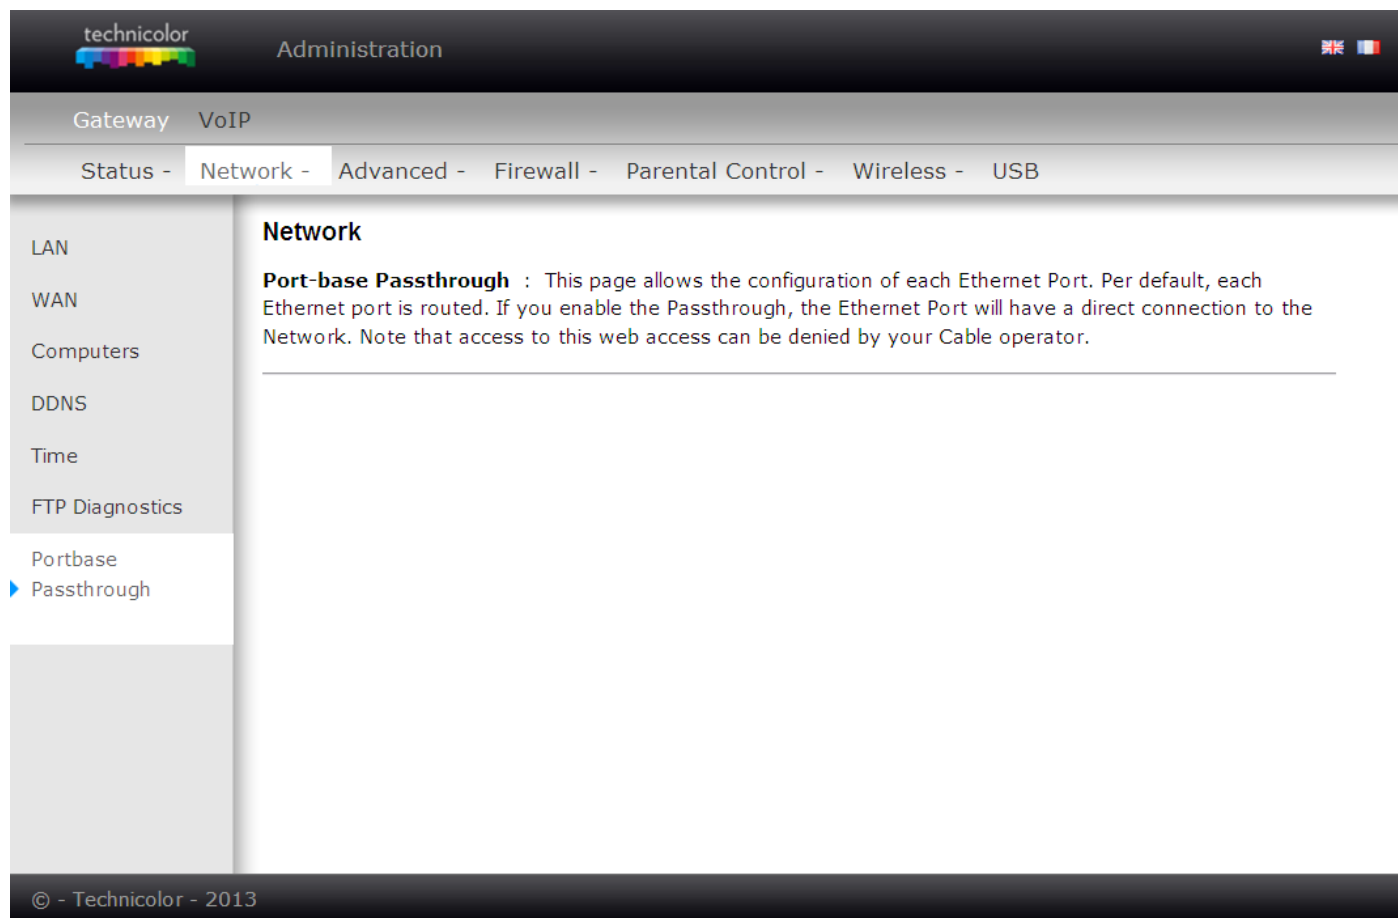 technicolor
Administration
Gateway VoIP
Status - Network - Advanced - Firewall - Parental Control - Wireless - USB
LAN
WAN
Computers
DDNS
Time
FTP Diagnostics
Portbase
Passthrough
Network
Port-base Passthrough : This page allows the configuration of each Ethernet Port. Per default, each
Ethernet port is routed. If you enable the Passthrough, the Ethernet Port will have a direct connection to the
Network. Note that access to this web access can be denied by your Cable operator.
© - Technicolor - 2013